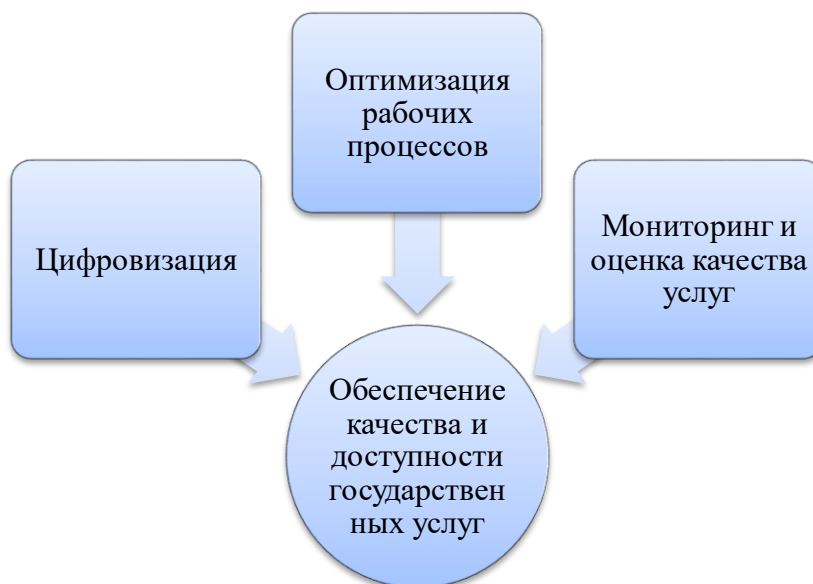 Оптимизация
рабочих
процессов
Цифровизация
Мониторинг и
оценка качества
услуг
Обеспечение
качества и
доступности
государствен
ных услуг